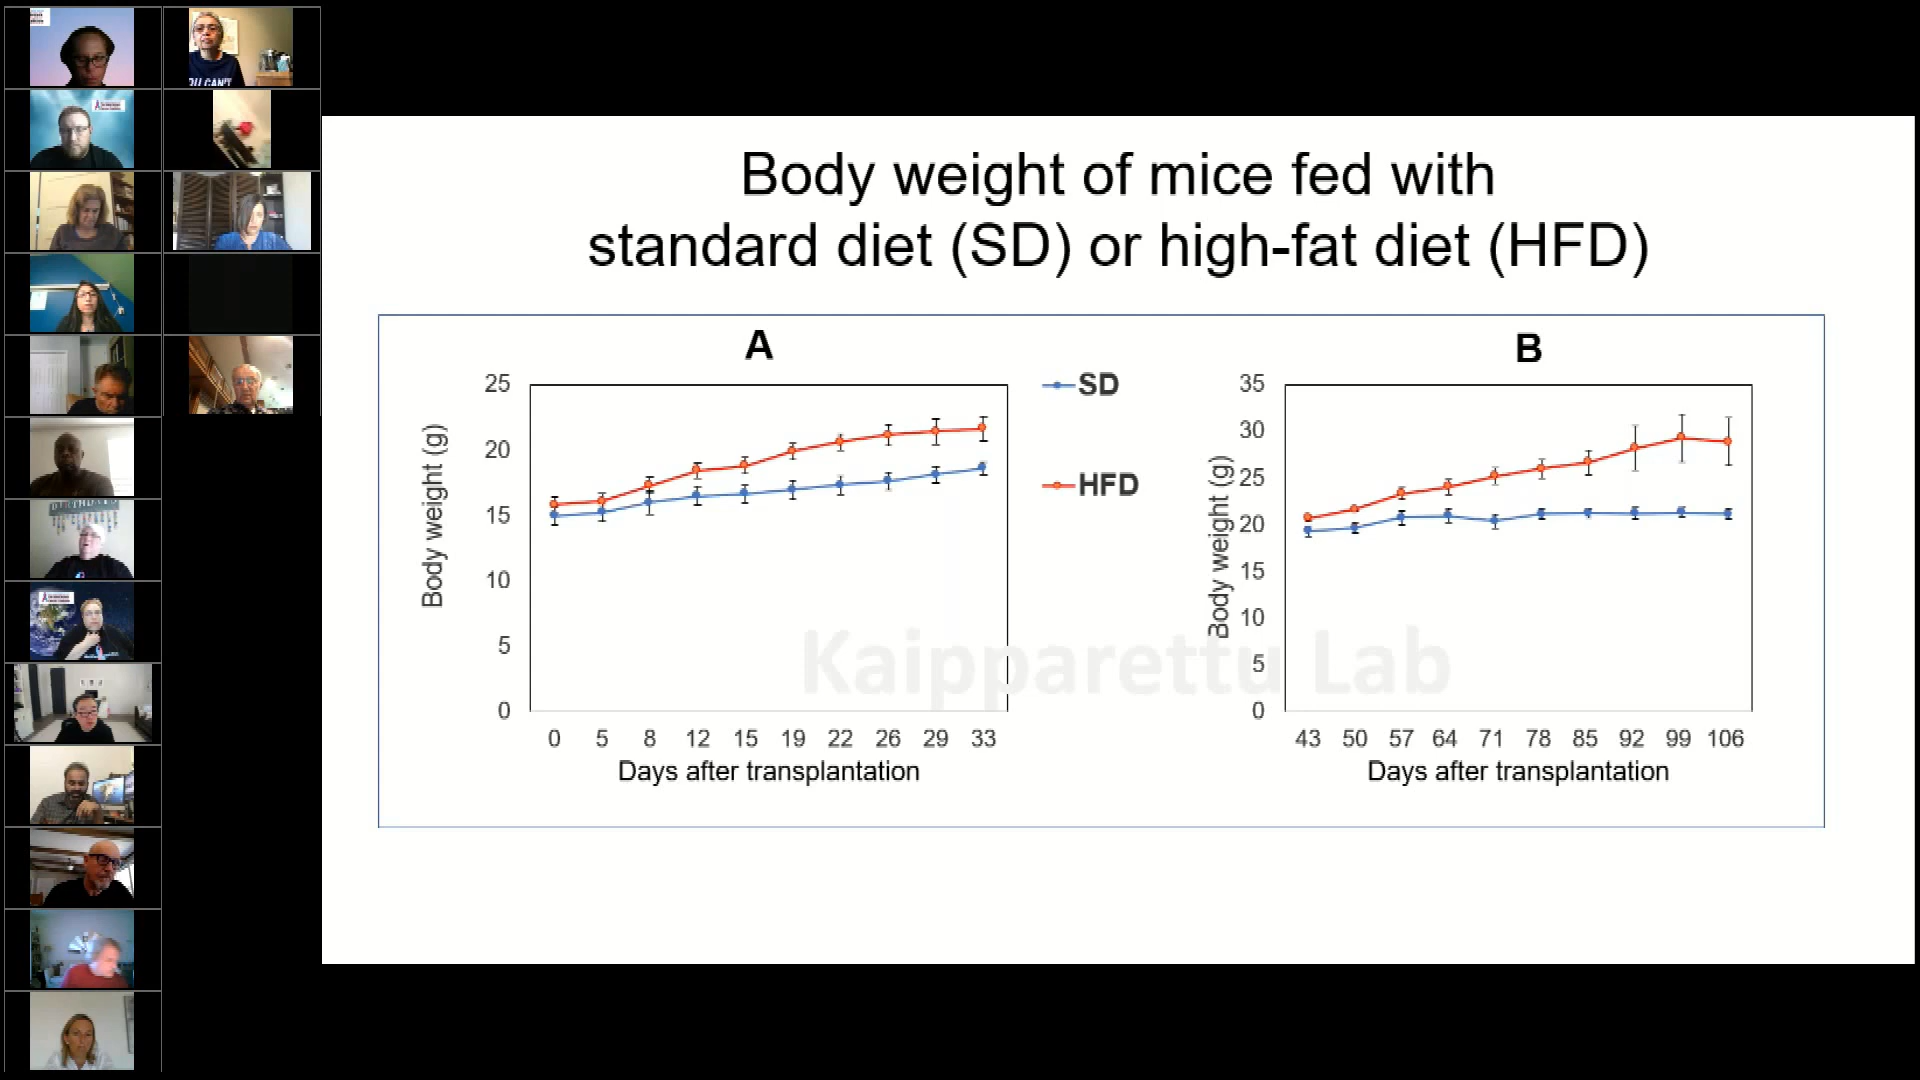 OU CAN'T
BIRTHDAY
Body weight of mice fed with
standard diet (SD) or high-fat diet (HFD)
A
Body weight (g)
25
20
15
10
5
0
0 5 8 12 15 19 22 26 29 33
Days after transplantation
SD
HFD
B
Body weight (g)
35
30
25
20
15
10
5
0
43 50 57 64 71 78 85 92 99 106
Days after transplantation
Kaipparettu Lab